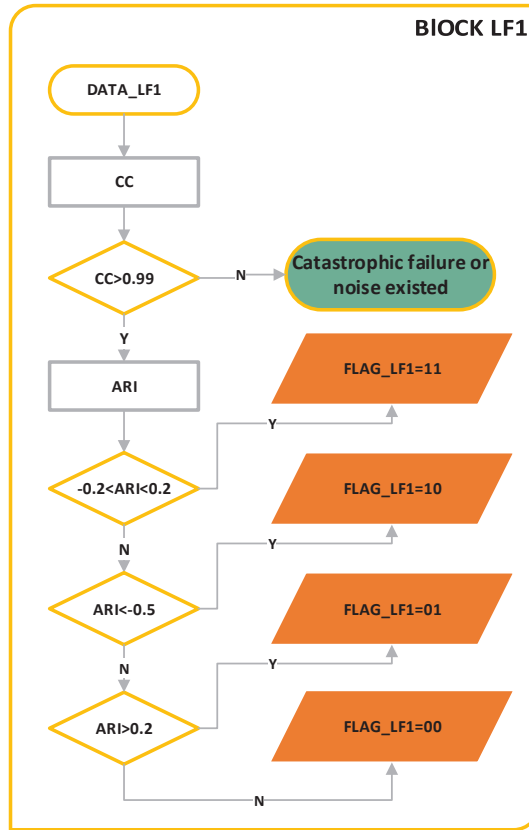 BlOCK LF1
DATA_LF1
CC
CC>0.99
N
Catastrophic failure or
noise existed
Y
ARI
FLAG_LF1=11
Y
-0.2<ARI<0.2
FLAG_LF1=10
N
Y
ARI<-0.5
FLAG_LF1=01
N
Y
ARI>0.2
FLAG_LF1=00
N